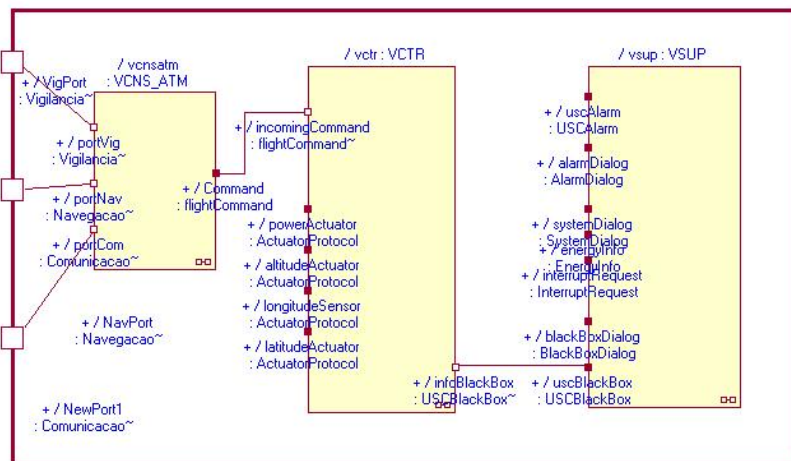 / vcnsatm
: VCNS_ATM
/ vctr : VCTR
/ vsup : VSUP
+ / VigPort
: Vigilancia~
+ / portVig
: Vigilancia~
+ / portNav
: Navegacao~
+ / portCom
: Comunicacao~
+ / NavPort
: Navegacao~
+ / NewPort1
: Comunicacao~
+ / Command
: flightCommand
+ / incomingCommand
: flightCommand~
+ / powerActuator
: ActuatorProtocol
+ / altitudeActuator
: ActuatorProtocol
+ / longitudeSensor
: ActuatorProtocol
+ / latitudeActuator
: ActuatorProtocol
+ / infoBlackBox
: USCBlackBox~
+ / uscAlarm
: USCAlarm
+ / alarmDialog
: AlarmDialog
+ / systemDialog
: SystemDialog
+ / energyInfo
: EnergyInfo
+ / interruptRequest
: InterruptRequest
+ / blackBoxDialog
: BlackBoxDialog
+ / uscBlackBox
: USCBlackBox